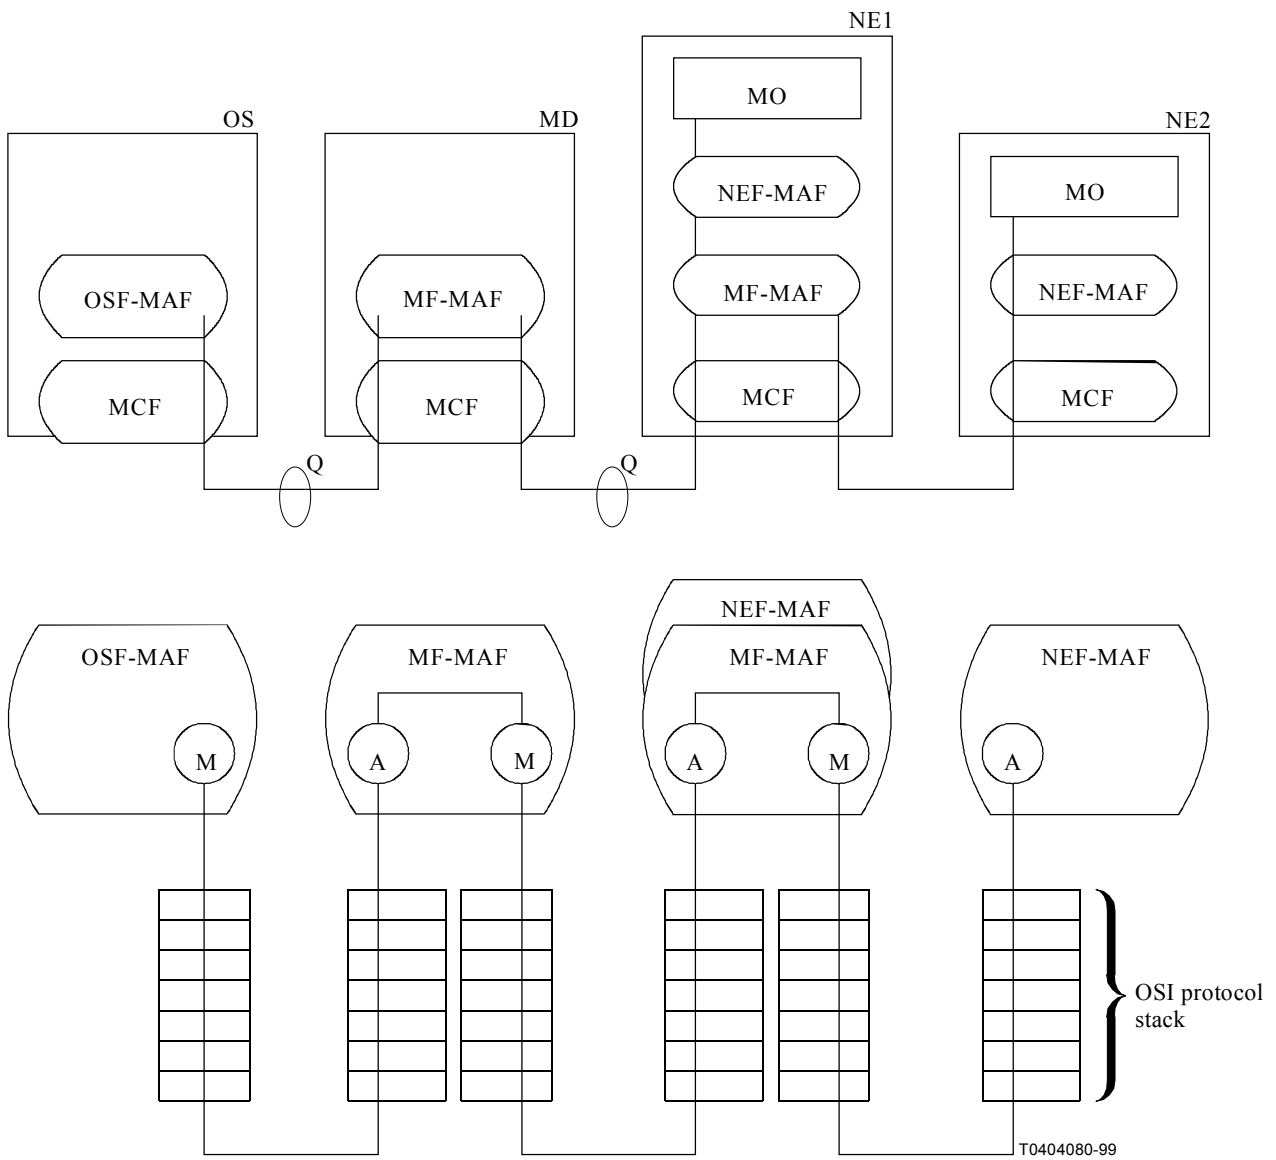 NE1
MO
OS
MD
NE2
NEF-MAF
MO
OSF-MAF
MF-MAF
MF-MAF
NEF-MAF
MCF
MCF
MCF
MCF
Q
Q
NEF-MAF
OSF-MAF
MF-MAF
MF-MAF
NEF-MAF
M
A
M
A
M
A
OSI protocol
stack
T0404080-99